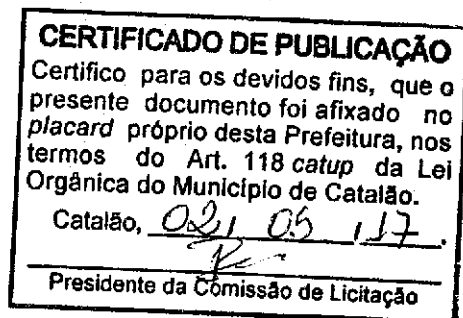 CERTIFICADO DE PUBLICAÇÃO
Certifico para os devidos fins, que o
presente documento foi afixado no
placard próprio desta Prefeitura, nos
termos do Art. 118 catup da Lei
Orgânica do Município de Catalão.
Catalão, 02, 05, 17.
Presidente da Comissão de Licitação